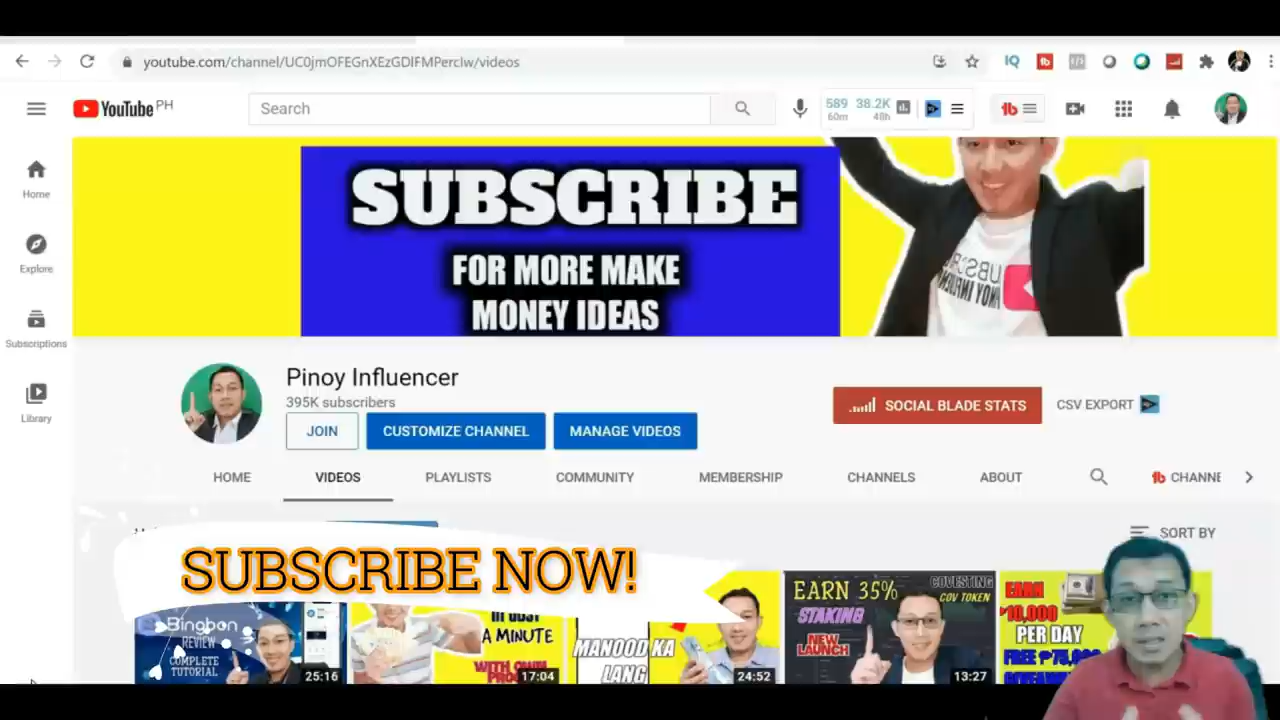 youtube.com/channel/UC0jmOFEGnXEzGDIFMPercIw/videos
YouTube PH
Search
589 60m
38.2K 48h
Home
Explore
Subscriptions
Library
SUBSCRIBE
FOR MORE MAKE
MONEY IDEAS
Pinoy Influencer
395K subscribers
JOIN
CUSTOMIZE CHANNEL
MANAGE VIDEOS
SOCIAL BLADE STATS
CSV EXPORT
HOME
VIDEOS
PLAYLISTS
COMMUNITY
MEMBERSHIP
CHANNELS
ABOUT
CHANNE
SORT BY
SUBSCRIBE NOW!
Bingbon
REVIEW
COMPLETE
TUTORIAL
25:16
A MINUTE
17:04
MANOOD KA
LANG
24:52
EARN 35%
COVESTING
COV TOKEN
STAKING
NEW
LAUNCH
13:27
EARN
10,000
PER DAY